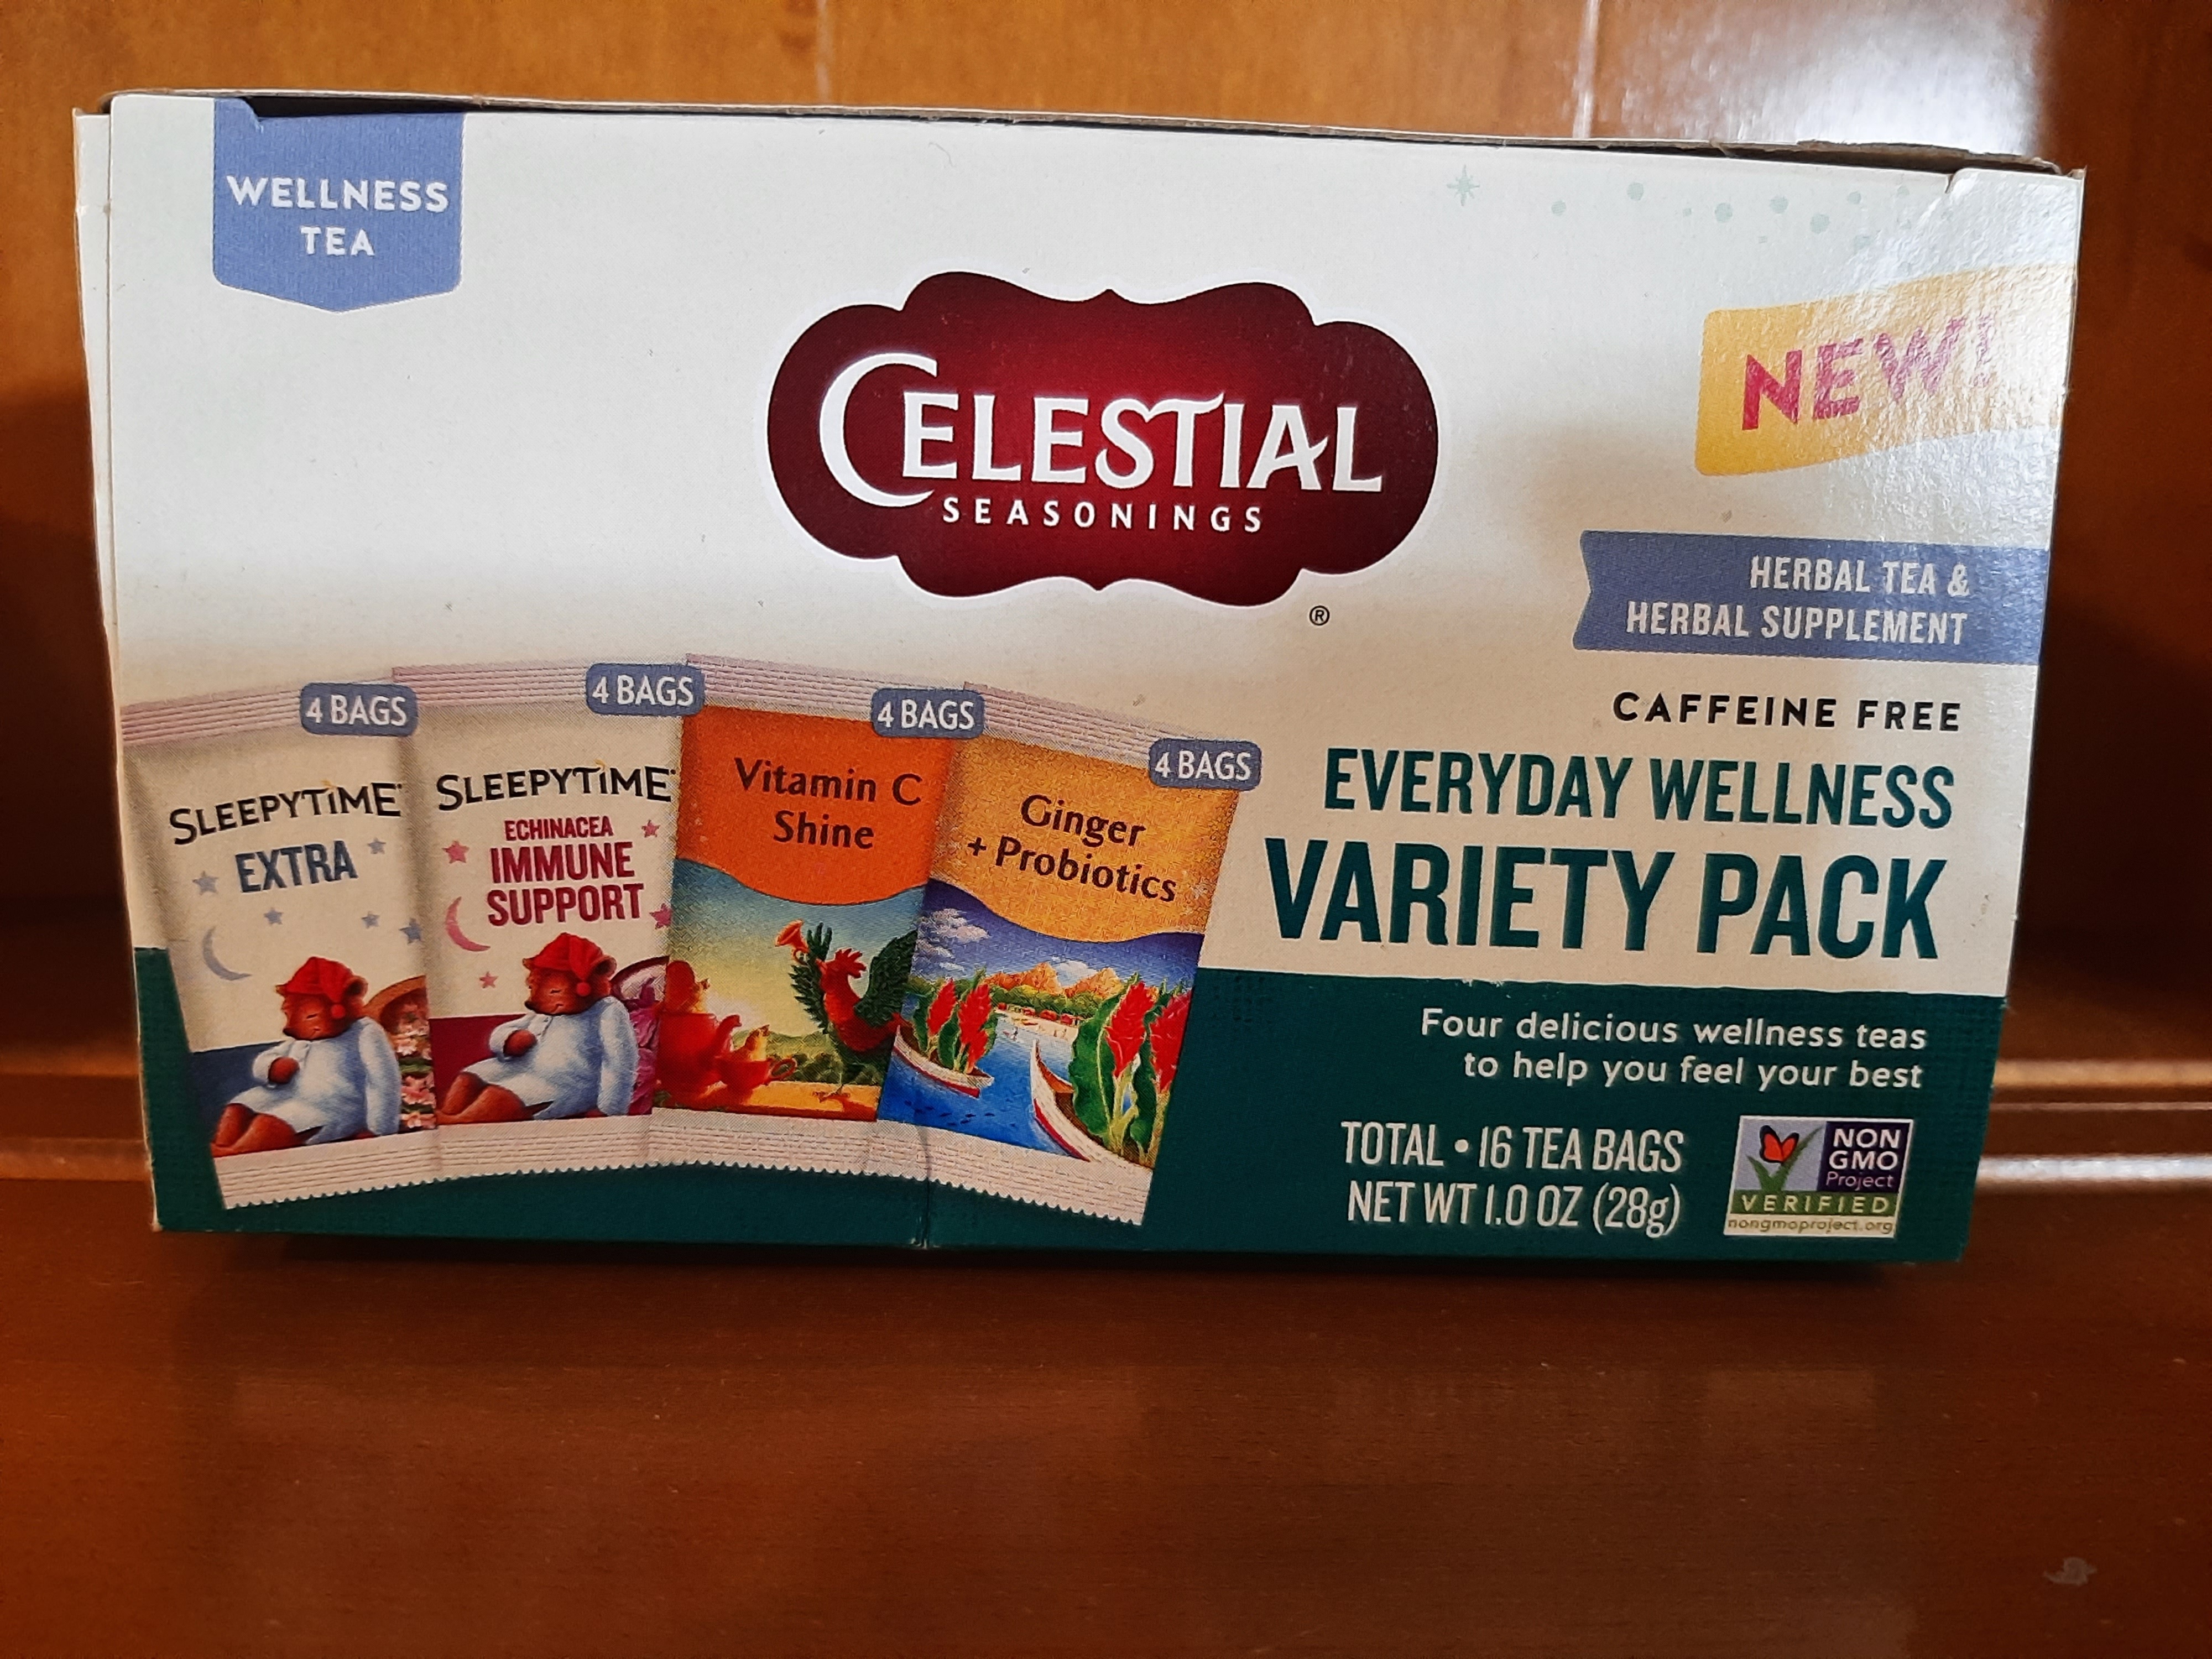 WELLNESS
TEA
CELESTIAL
SEASONINGS
®
NEW!
HERBAL TEA &
HERBAL SUPPLEMENT
CAFFEINE FREE
EVERYDAY WELLNESS
VARIETY PACK
4 BAGS
SLEEPYTIME
EXTRA
4 BAGS
SLEEPYTIME
ECHINACEA
IMMUNE
SUPPORT
4 BAGS
Vitamin C
Shine
4 BAGS
Ginger
+ Probiotics
Four delicious wellness teas
to help you feel your best
TOTAL • 16 TEA BAGS
NET WT 1.0 OZ (28g)
NON
GMO
Project
VERIFIED
nongmoproject.org